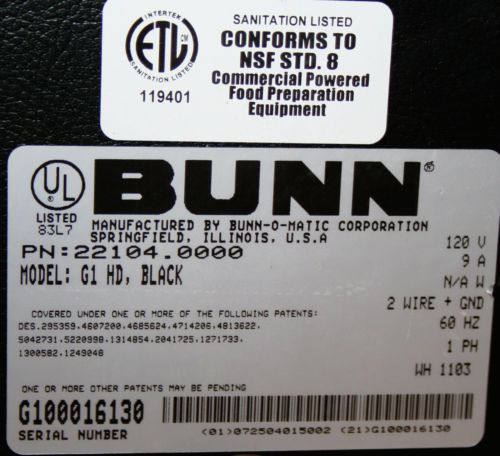 INTERTEK
ETL
CM
SANITATION LISTED
119401
SANITATION LISTED
CONFORMS TO
NSF STD. 8
Commercial Powered
Food Preparation
Equipment
UL
®
LISTED
83L7
BUNN®
MANUFACTURED BY BUNN-O-MATIC CORPORATION
SPRINGFIELD, ILLINOIS, U.S.A
PN:22104.0000
MODEL: G1 HD, BLACK
120 V
9 A
N/A W
2 WIRE + GND
60 HZ
1 PH
WH 1103
COVERED UNDER ONE OR MORE OF THE FOLLOWING PATENTS:
DES.295359,4607200,4685624,4714206,4813622,
5042731,5220998,1314854,2041725,1271733,
1300582,1249048
ONE OR MORE OTHER PATENTS MAY BE PENDING
G100016130
SERIAL NUMBER
(01)072504015002 (21)G100016130